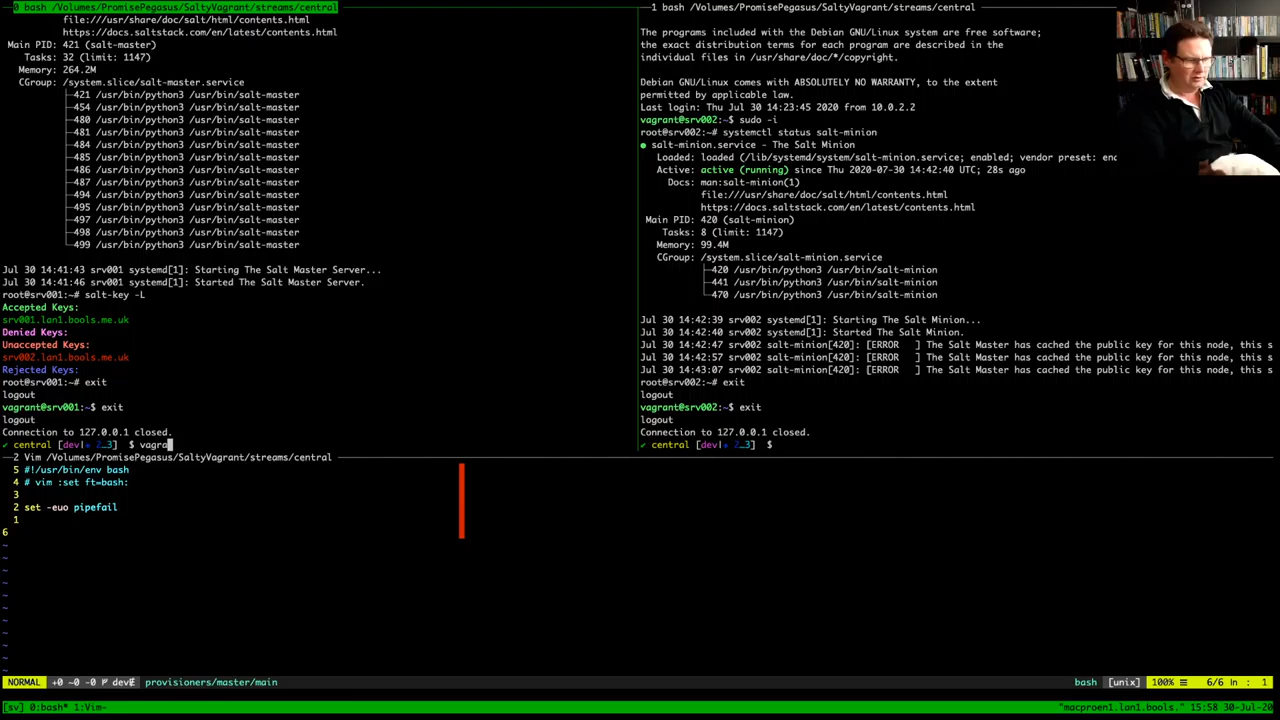 0 bash /Volumes/PromisePegasus/SaltyVagrant/streams/central
file:///usr/share/doc/salt/html/contents.html
https://docs.saltstack.com/en/latest/contents.html
Main PID: 421 (salt-master)
Tasks: 32 (limit: 1147)
Memory: 264.2M
CGroup: /system.slice/salt-master.service
├─421 /usr/bin/python3 /usr/bin/salt-master
├─454 /usr/bin/python3 /usr/bin/salt-master
├─480 /usr/bin/python3 /usr/bin/salt-master
├─481 /usr/bin/python3 /usr/bin/salt-master
├─484 /usr/bin/python3 /usr/bin/salt-master
├─485 /usr/bin/python3 /usr/bin/salt-master
├─486 /usr/bin/python3 /usr/bin/salt-master
├─487 /usr/bin/python3 /usr/bin/salt-master
├─494 /usr/bin/python3 /usr/bin/salt-master
├─495 /usr/bin/python3 /usr/bin/salt-master
├─497 /usr/bin/python3 /usr/bin/salt-master
├─498 /usr/bin/python3 /usr/bin/salt-master
└─499 /usr/bin/python3 /usr/bin/salt-master
Jul 30 14:41:43 srv001 systemd[1]: Starting The Salt Master Server...
Jul 30 14:41:46 srv001 systemd[1]: Started The Salt Master Server.
root@srv001:~# salt-key -L
Accepted Keys:
srv001.lan1.bools.me.uk
Denied Keys:
Unaccepted Keys:
srv002.lan1.bools.me.uk
Rejected Keys:
root@srv001:~# exit
logout
vagrant@srv001:~$ exit
logout
Connection to 127.0.0.1 closed.
✔ central [dev|✚ 2…3] $ vagra
1 bash /Volumes/PromisePegasus/SaltyVagrant/streams/central
The programs included with the Debian GNU/Linux system are free software;
the exact distribution terms for each program are described in the
individual files in /usr/share/doc/*/copyright.
Debian GNU/Linux comes with ABSOLUTELY NO WARRANTY, to the extent
permitted by applicable law.
Last login: Thu Jul 30 14:23:45 2020 from 10.0.2.2
vagrant@srv002:~$ sudo -i
root@srv002:~# systemctl status salt-minion
● salt-minion.service - The Salt Minion
Loaded: loaded (/lib/systemd/system/salt-minion.service; enabled; vendor preset: ena
Active: active (running) since Thu 2020-07-30 14:42:40 UTC; 28s ago
Docs: man:salt-minion(1)
file:///usr/share/doc/salt/html/contents.html
https://docs.saltstack.com/en/latest/contents.html
Main PID: 420 (salt-minion)
Tasks: 8 (limit: 1147)
Memory: 99.4M
CGroup: /system.slice/salt-minion.service
├─420 /usr/bin/python3 /usr/bin/salt-minion
├─441 /usr/bin/python3 /usr/bin/salt-minion
└─470 /usr/bin/python3 /usr/bin/salt-minion
Jul 30 14:42:39 srv002 systemd[1]: Starting The Salt Minion...
Jul 30 14:42:40 srv002 systemd[1]: Started The Salt Minion.
Jul 30 14:42:47 srv002 salt-minion[420]: [ERROR   ] The Salt Master has cached the public key for this node, this s
Jul 30 14:42:57 srv002 salt-minion[420]: [ERROR   ] The Salt Master has cached the public key for this node, this s
Jul 30 14:43:07 srv002 salt-minion[420]: [ERROR   ] The Salt Master has cached the public key for this node, this s
root@srv002:~# exit
logout
vagrant@srv002:~$ exit
logout
Connection to 127.0.0.1 closed.
✔ central [dev|✚ 2…3] $
2 Vim /Volumes/PromisePegasus/SaltyVagrant/streams/central
5 #!/usr/bin/env bash
4 # vim :set ft=bash:
3
2 set -euo pipefail
1
6
~
~
~
~
~
~
~
~
~
~
~
NORMAL +0 ~0 -0 dev provisioners/master/main bash [unix] 100% ☰ 6/6 ln : 1
[sv] 0:bash* 1:Vim- "macproen1.lan1.bools." 15:58 30-Jul-20